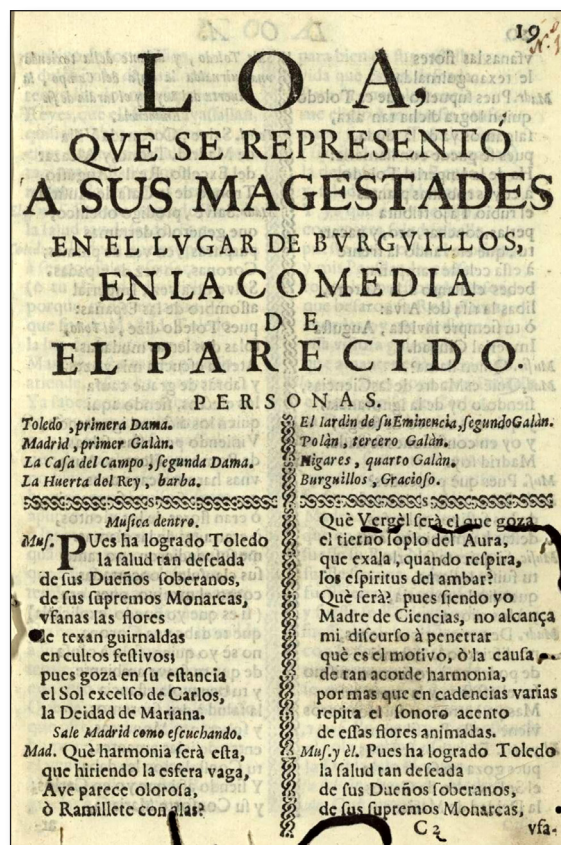 19
LOA,
QVE SE REPRESENTÓ
A SUS MAGESTADES
EN EL LVGAR DE BVRGVILLOS,
EN LA COMEDIA
DE
EL PARECIDO.
PERSONAS.
Toledo, primera Dama.
Madrid, primer Galàn.
La Casa del Campo, segunda Dama.
La Huerta del Rey, barba.
El Iardin de su Eminencia, segundo Galàn.
Polàn, tercero Galàn.
Nigares, quarto Galàn.
Burguillos, Gracioso.
Musica dentro.
Mus. PUes ha logrado Toledo
la salud tan deseada
de sus Dueños soberanos,
de sus supremos Monarcas,
vfanas las flores
le texan guirnaldas
en cultos festivos;
pues goza en su estancia
el Sol excelso de Carlos,
la Deidad de Mariana.
Sale Madrid como escuchando.
Mad. Què harmonia serà esta,
que hiriendo la esfera vaga,
Ave parece olorosa,
ò Ramillete con alas?
Què Vergèl serà el que goza
el tierno soplo del Aura,
que exala, quando respira,
los espiritus del ambar?
Què serà? pues siendo yo
Madre de Ciencias, no alcança
mi discurso à penetrar
què es el motivo, ò la causa
de tan acorde harmonia,
por mas que en cadencias varias
repita el sonoro acento
de essas flores animadas.
Mus. y èl. Pues ha logrado Toledo
la salud tan deseada
de sus Dueños soberanos,
de sus supremos Monarcas,
C2 vfa-